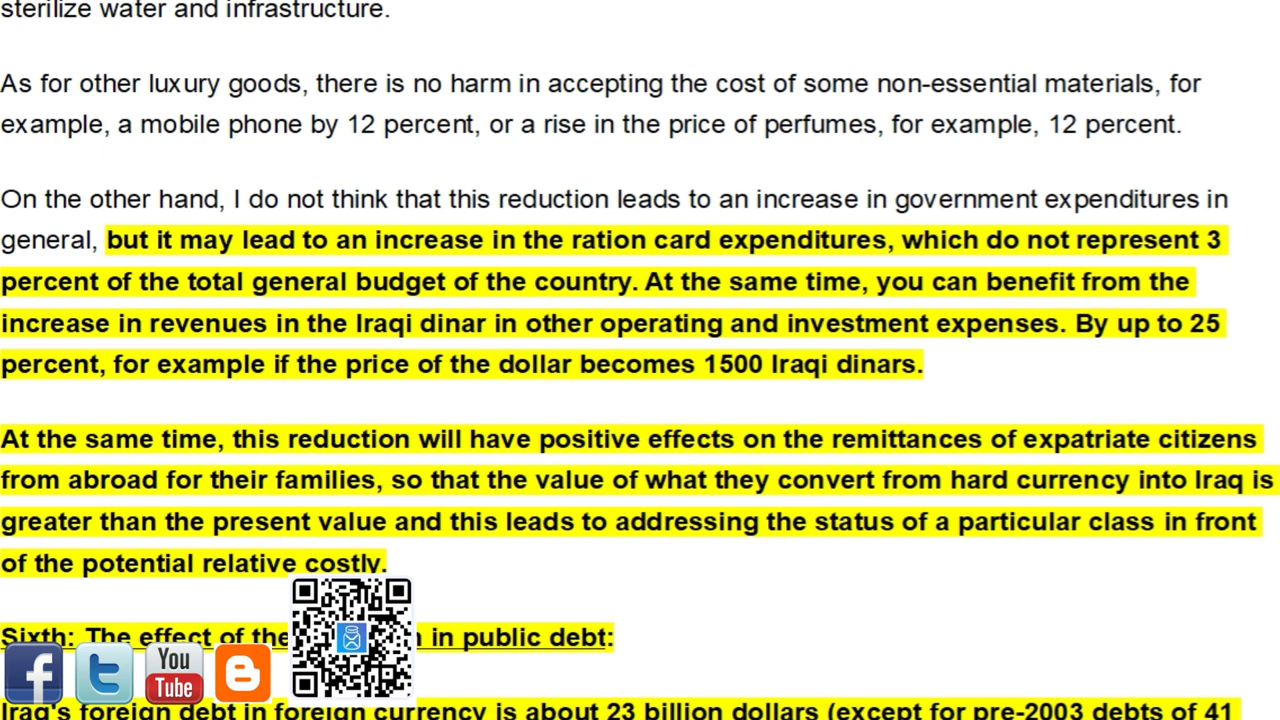 sterilize water and infrastructure.
As for other luxury goods, there is no harm in accepting the cost of some non-essential materials, for
example, a mobile phone by 12 percent, or a rise in the price of perfumes, for example, 12 percent.
On the other hand, I do not think that this reduction leads to an increase in government expenditures in
general, but it may lead to an increase in the ration card expenditures, which do not represent 3
percent of the total general budget of the country. At the same time, you can benefit from the
increase in revenues in the Iraqi dinar in other operating and investment expenses. By up to 25
percent, for example if the price of the dollar becomes 1500 Iraqi dinars.
At the same time, this reduction will have positive effects on the remittances of expatriate citizens
from abroad for their families, so that the value of what they convert from hard currency into Iraq is
greater than the present value and this leads to addressing the status of a particular class in front
of the potential relative costly.
Sixth: The effect of the in public debt:
You
Tube
Iraq's foreign debt in foreign currency is about 23 billion dollars (except for pre-2003 debts of 41